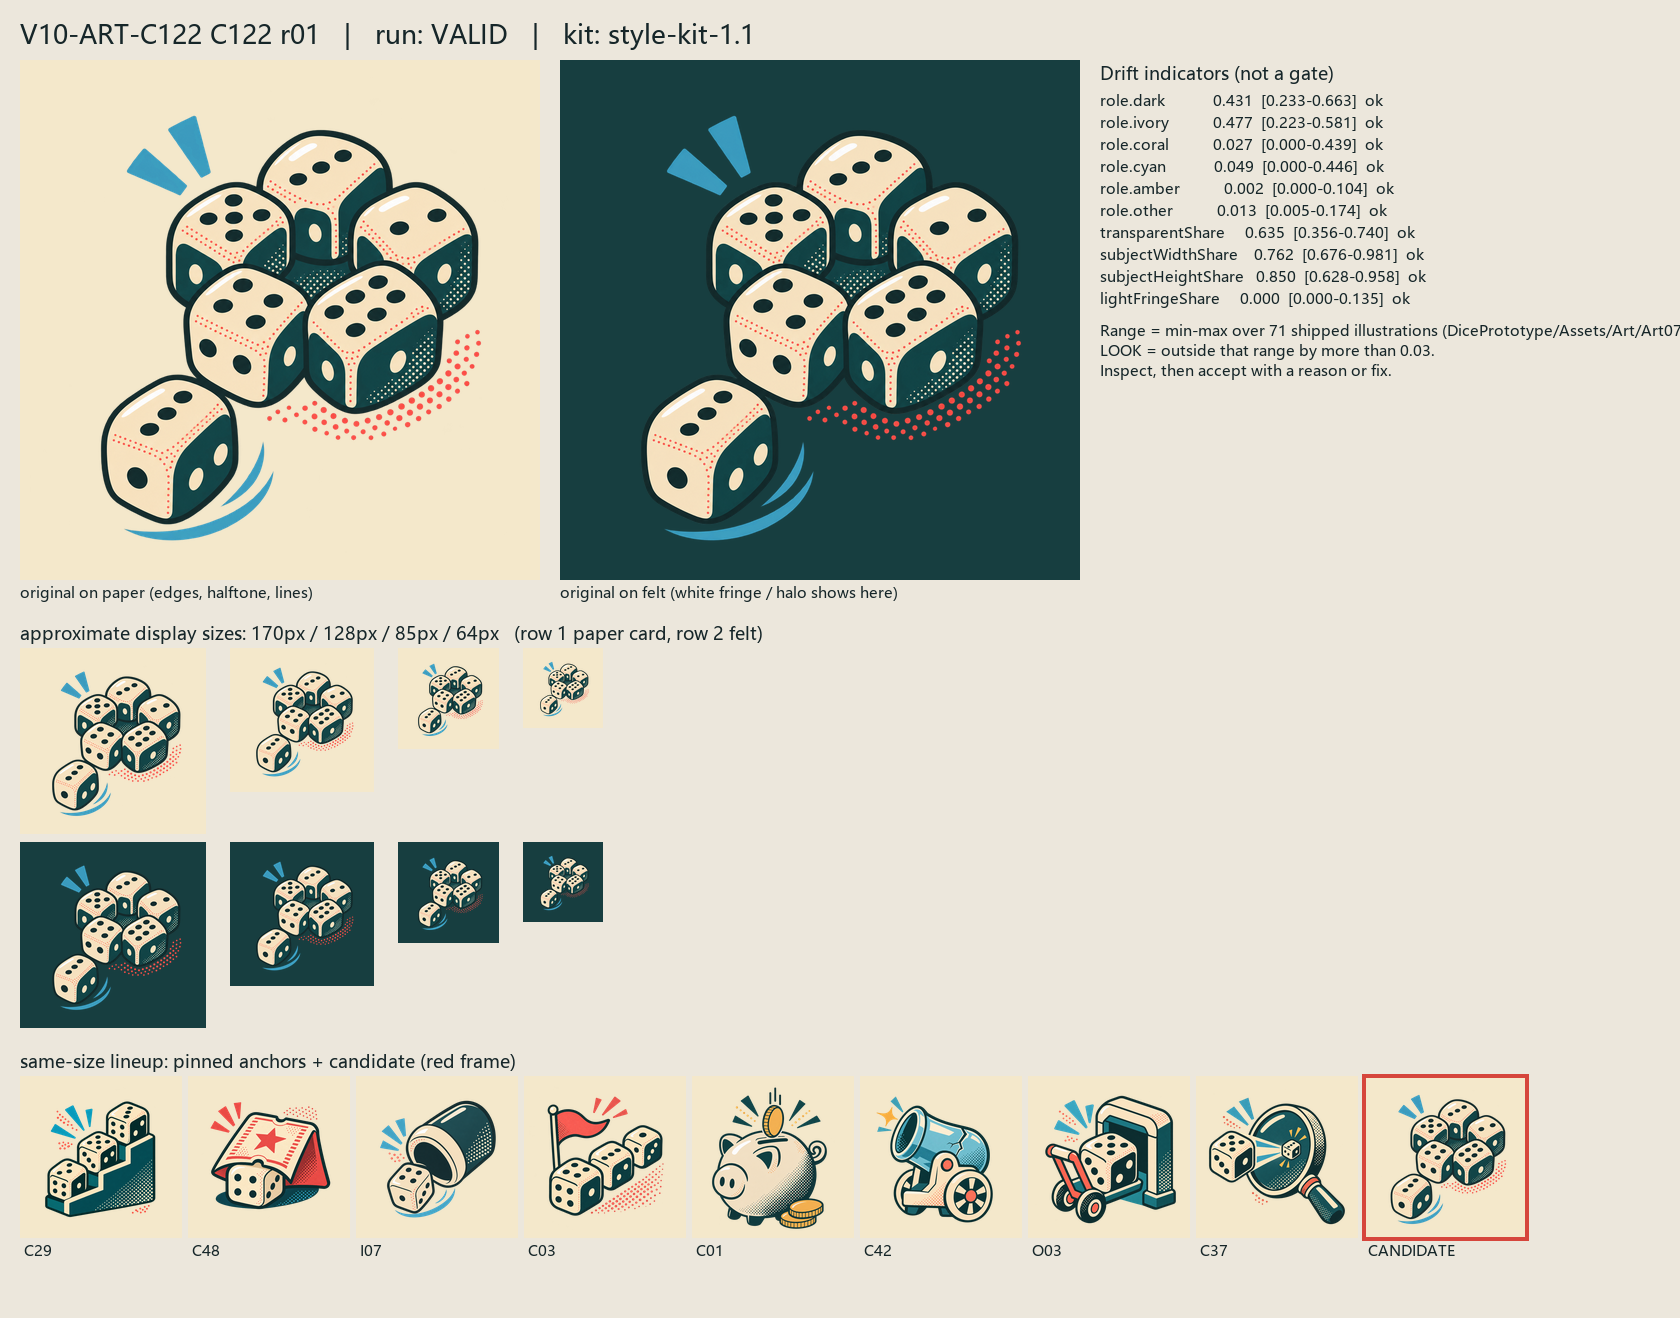 V10-ART-C122 C122 r01 | run: VALID | kit: style-kit-1.1
Drift indicators (not a gate)
role.dark 0.431 [0.233-0.663] ok
role.ivory 0.477 [0.223-0.581] ok
role.coral 0.027 [0.000-0.439] ok
role.cyan 0.049 [0.000-0.446] ok
role.amber 0.002 [0.000-0.104] ok
role.other 0.013 [0.005-0.174] ok
transparentShare 0.635 [0.356-0.740] ok
subjectWidthShare 0.762 [0.676-0.981] ok
subjectHeightShare 0.850 [0.628-0.958] ok
lightFringeShare 0.000 [0.000-0.135] ok
Range = min-max over 71 shipped illustrations (DicePrototype/Assets/Art/Art07
LOOK = outside that range by more than 0.03.
Inspect, then accept with a reason or fix.
original on paper (edges, halftone, lines)
original on felt (white fringe / halo shows here)
approximate display sizes: 170px / 128px / 85px / 64px (row 1 paper card, row 2 felt)
same-size lineup: pinned anchors + candidate (red frame)
C29
C48
I07
C03
C01
C42
O03
C37
CANDIDATE